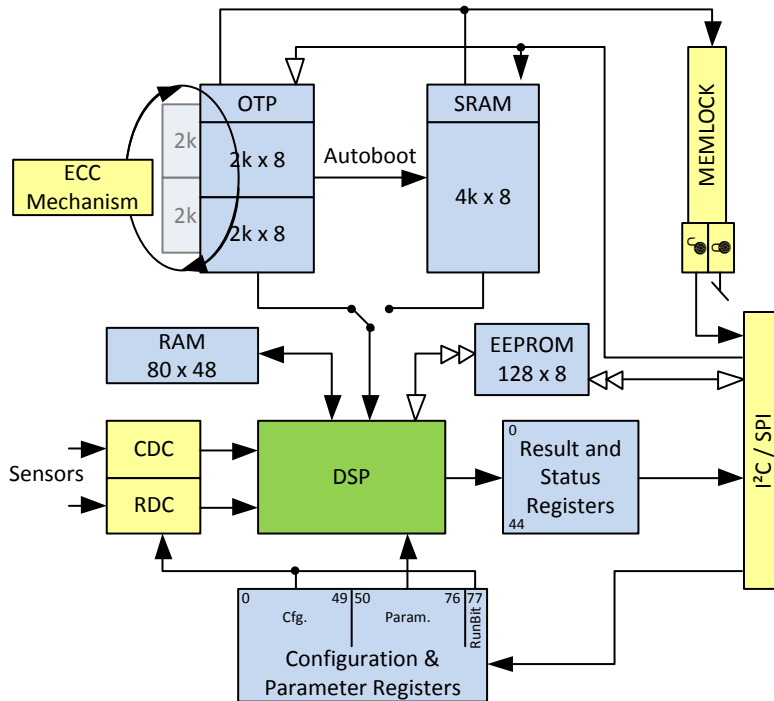 OTP
SRAM
MEMLOCK
2k
2k x 8
Autoboot
ECC
Mechanism
4k x 8
2k
2k x 8
RAM
80 x 48
EEPROM
128 x 8
I²C / SPI
Sensors
CDC
RDC
DSP
0
Result and
Status
Registers
44
0
49
50
76
77
Cfg.
Param.
RunBit
Configuration &
Parameter Registers